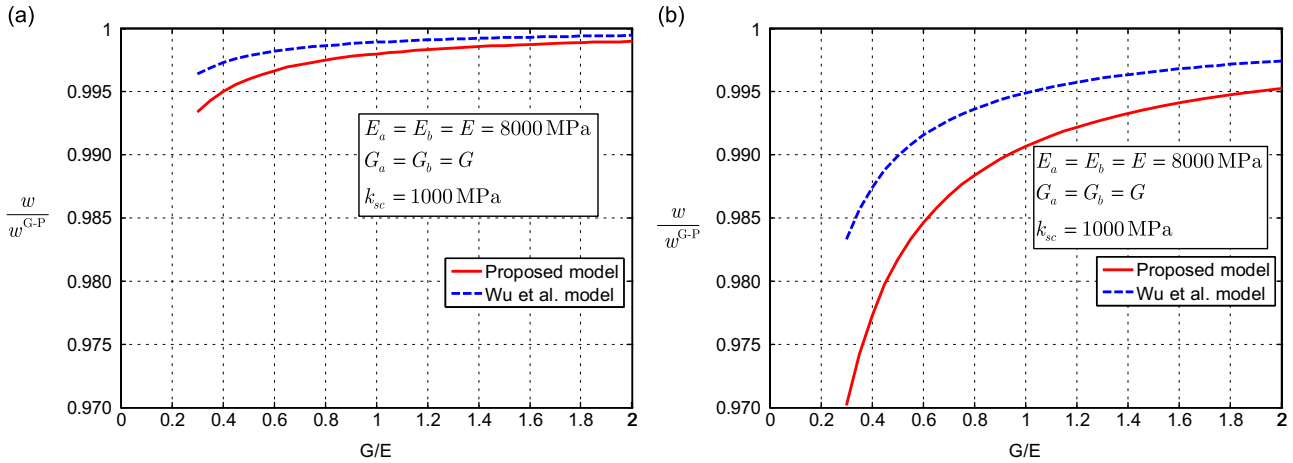 (a)
1
0.995
0.990
0.985
0.980
0.975
0.970
w
w^G-P
E_a = E_b = E = 8000 MPa
G_a = G_b = G
k_sc = 1000 MPa
Proposed model
Wu et al. model
0 0.2 0.4 0.6 0.8 1 1.2 1.4 1.6 1.8 2
G/E
(b)
1
0.995
0.990
0.985
0.980
0.975
0.970
w
w^G-P
E_a = E_b = E = 8000 MPa
G_a = G_b = G
k_sc = 1000 MPa
Proposed model
Wu et al. model
0 0.2 0.4 0.6 0.8 1 1.2 1.4 1.6 1.8 2
G/E